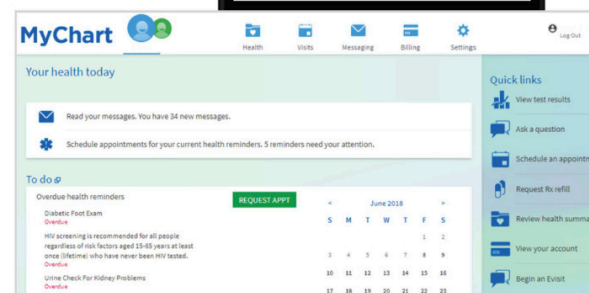 MyChart
Health Visits Messaging Billing Settings Log Out
Your health today
Read your messages. You have 34 new messages.
Schedule appointments for your current health reminders. 5 reminders need your attention.
To do
Overdue health reminders
REQUEST APPT
Diabetic Foot Exam
Overdue
HIV screening is recommended for all people
regardless of risk factors aged 15-65 years at least
once (lifetime) who have never been HIV tested.
Overdue
Urine Check For Kidney Problems
Overdue
< June 2018 >
S M T W T F S
1 2
3 4 5 6 7 8 9
10 11 12 13 14 15 16
17 18 19 20 21 22 23
Quick links
View test results
Ask a question
Schedule an appointm
Request Rx refill
Review health summa
View your account
Begin an Evisit